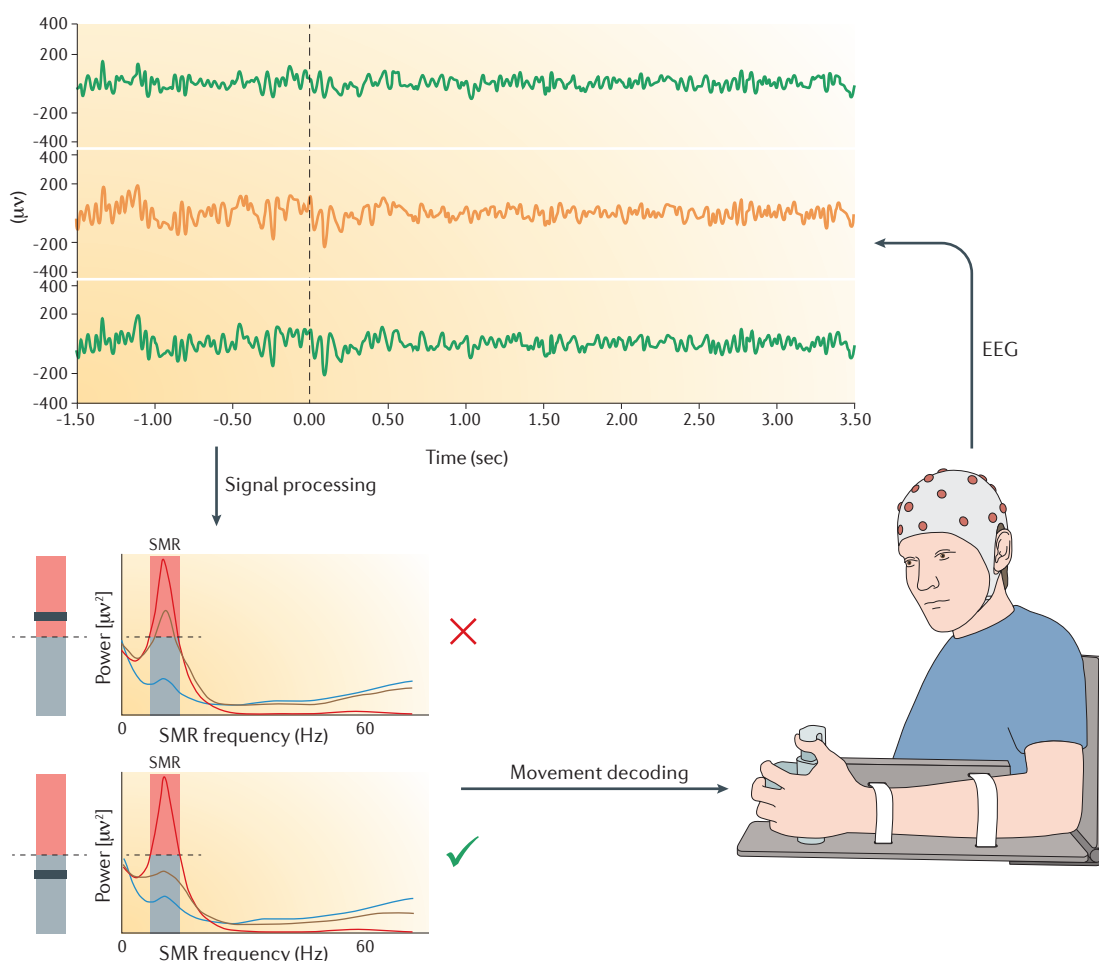 400
200
-200
-400
400
200
-200
-400
400
200
-200
-400
(μv)
-1.50 -1.00 -0.50 0.00 0.50 1.00 1.50 2.00 2.50 3.00 3.50
Time (sec)
EEG
Signal processing
SMR
Power [μv²]
0 60
SMR frequency (Hz)
Movement decoding
SMR
Power [μv²]
0 60
SMR frequency (Hz)